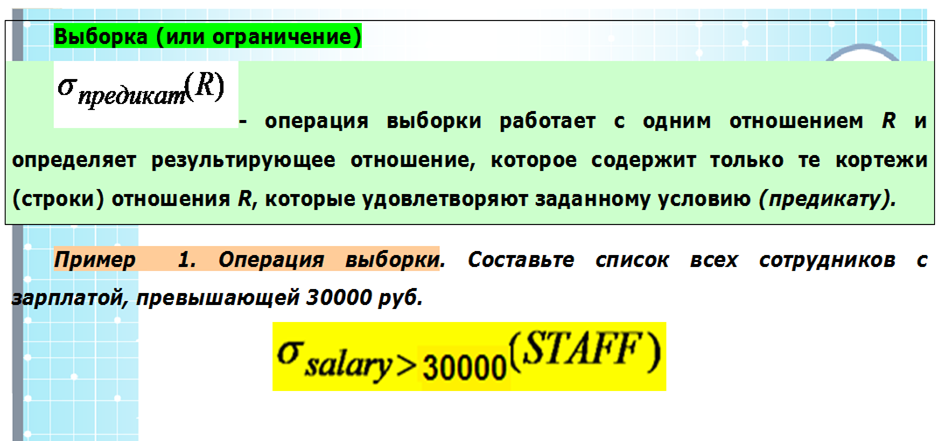 Выборка (или ограничение)
σ предикат(R)
- операция выборки работает с одним отношением R и
определяет результирующее отношение, которое содержит только те кортежи
(строки) отношения R, которые удовлетворяют заданному условию (предикату).
Пример 1. Операция выборки. Составьте список всех сотрудников с
зарплатой, превышающей 30000 руб.
σ salary > 30000(STAFF)